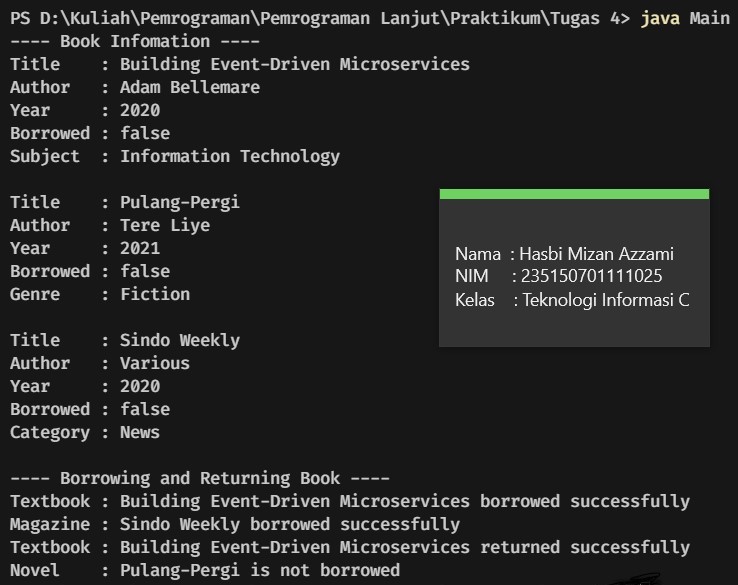 PS D:\Kuliah\Pemrograman\Pemrograman Lanjut\Praktikum\Tugas 4> java Main
---- Book Infomation ----
Title    : Building Event-Driven Microservices
Author   : Adam Bellemare
Year     : 2020
Borrowed : false
Subject  : Information Technology
Title    : Pulang-Pergi
Author   : Tere Liye
Year     : 2021
Borrowed : false
Genre    : Fiction
Title    : Sindo Weekly
Author   : Various
Year     : 2020
Borrowed : false
Category : News
---- Borrowing and Returning Book ----
Textbook : Building Event-Driven Microservices borrowed successfully
Magazine : Sindo Weekly borrowed successfully
Textbook : Building Event-Driven Microservices returned successfully
Novel    : Pulang-Pergi is not borrowed
Nama  : Hasbi Mizan Azzami
NIM     : 235150701111025
Kelas    : Teknologi Informasi C